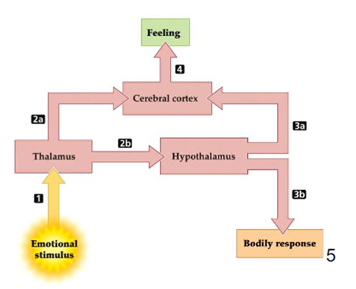 Feeling
4
Cerebral cortex
2a
3a
2b
Thalamus
Hypothalamus
1
3b
Emotional
stimulus
Bodily response
5